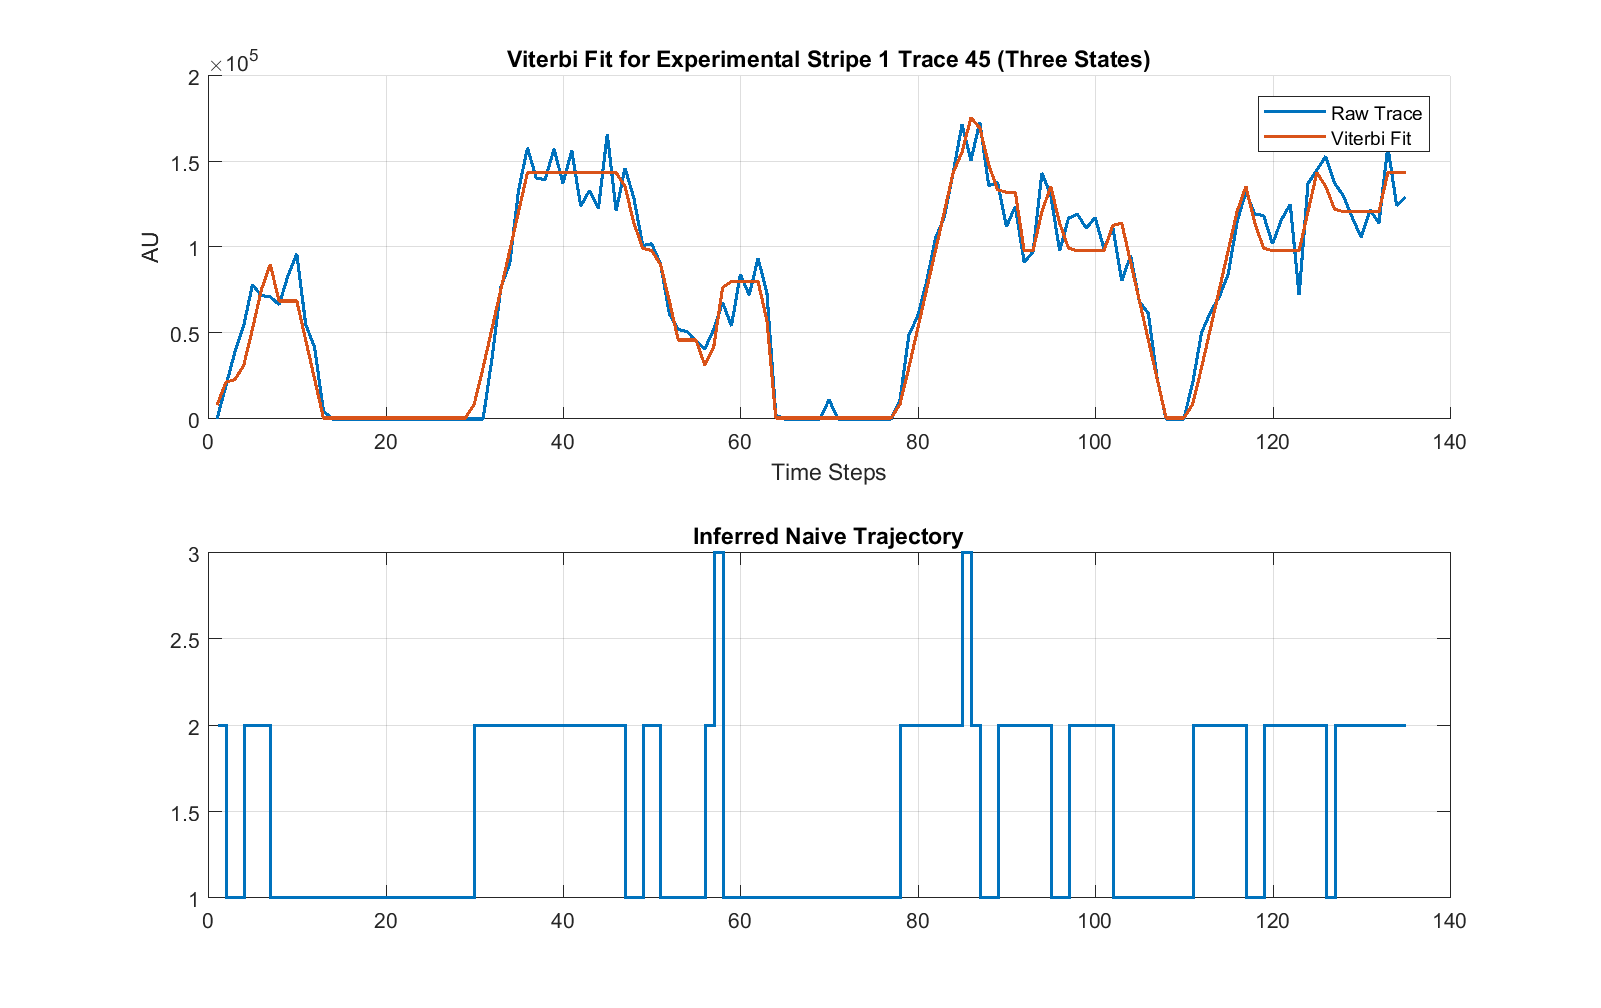 Viterbi Fit for Experimental Stripe 1 Trace 45 (Three States)
×10^5
2
1.5
1
0.5
0
AU
Raw Trace
Viterbi Fit
0 20 40 60 80 100 120 140
Time Steps
Inferred Naive Trajectory
3
2.5
2
1.5
1
0 20 40 60 80 100 120 140